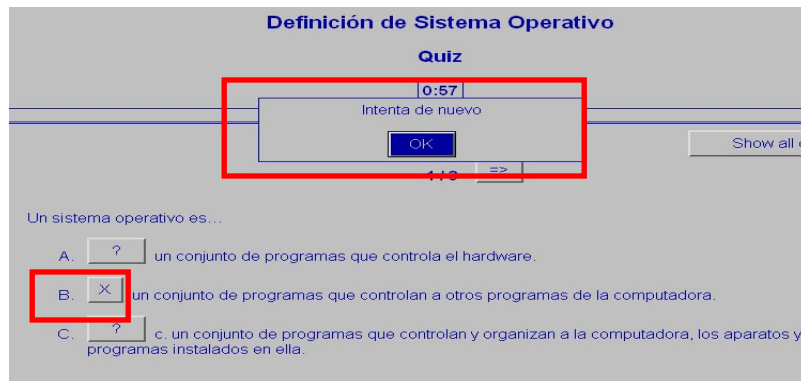 Definición de Sistema Operativo
Quiz
0:57
Intenta de nuevo
OK
=>
Show all
Un sistema operativo es...
A. ? un conjunto de programas que controla el hardware.
B. X un conjunto de programas que controlan a otros programas de la computadora.
C. ? c. un conjunto de programas que controlan y organizan a la computadora, los aparatos y
programas instalados en ella.